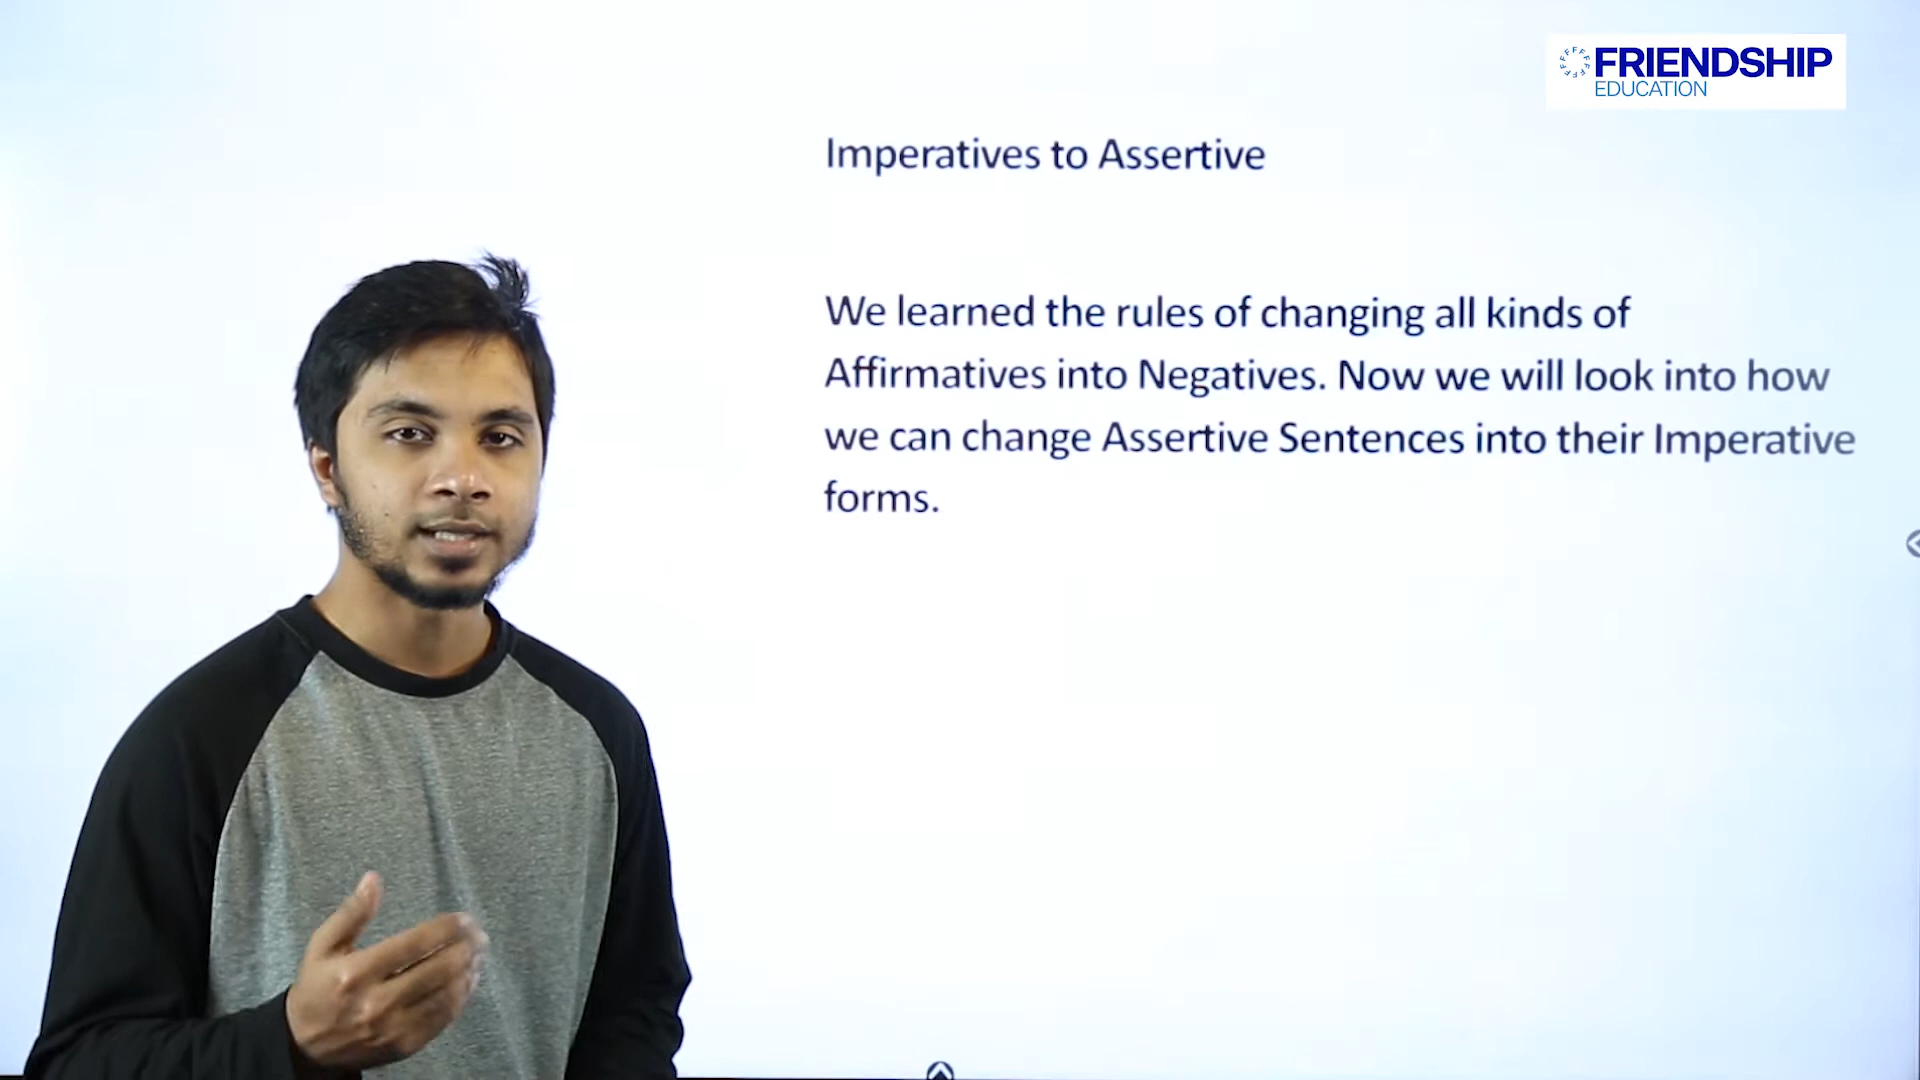 FRIENDSHIP
EDUCATION
Imperatives to Assertive
We learned the rules of changing all kinds of
Affirmatives into Negatives. Now we will look into how
we can change Assertive Sentences into their Imperative
forms.